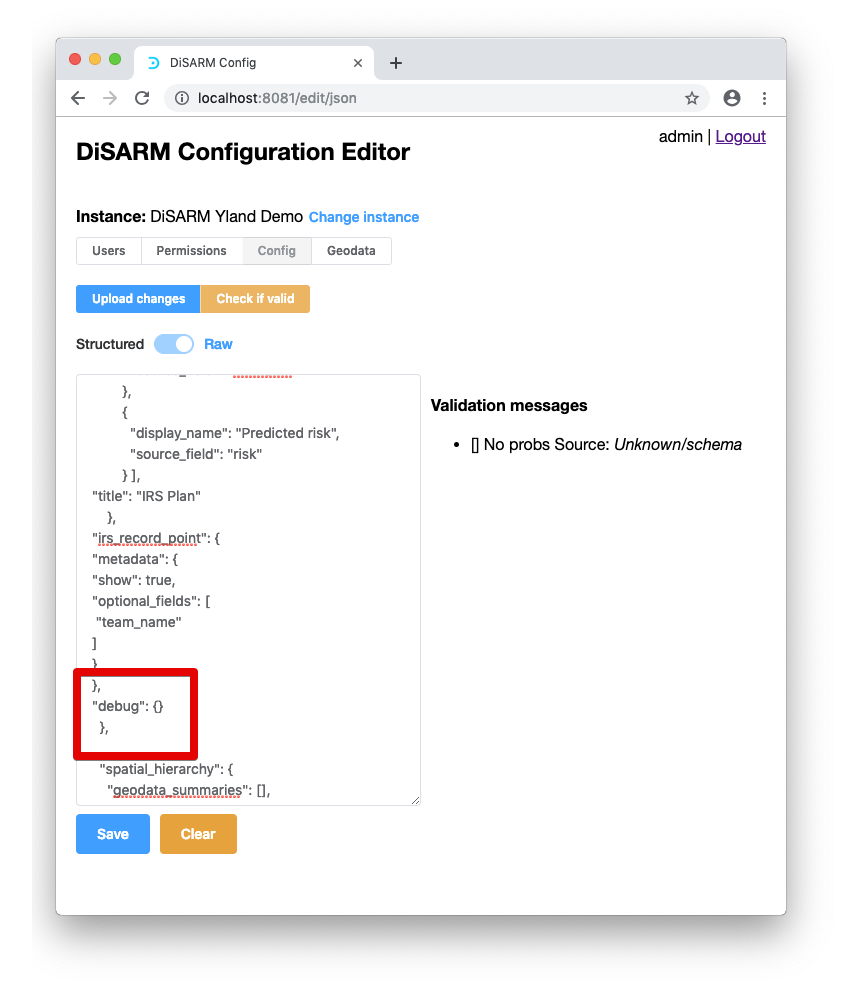 DiSARM Config
localhost:8081/edit/json
admin | Logout
DiSARM Configuration Editor
Instance: DiSARM Yland Demo Change instance
Users Permissions Config Geodata
Upload changes Check if valid
Structured Raw
},
{
"display_name": "Predicted risk",
"source_field": "risk"
} ],
"title": "IRS Plan"
},
"irs_record_point": {
"metadata": {
"show": true,
"optional_fields": [
"team_name"
]
}
},
"debug": {}
},
"spatial_hierarchy": {
"geodata_summaries": [],
Validation messages
• [] No probs Source: Unknown/schema
Save Clear